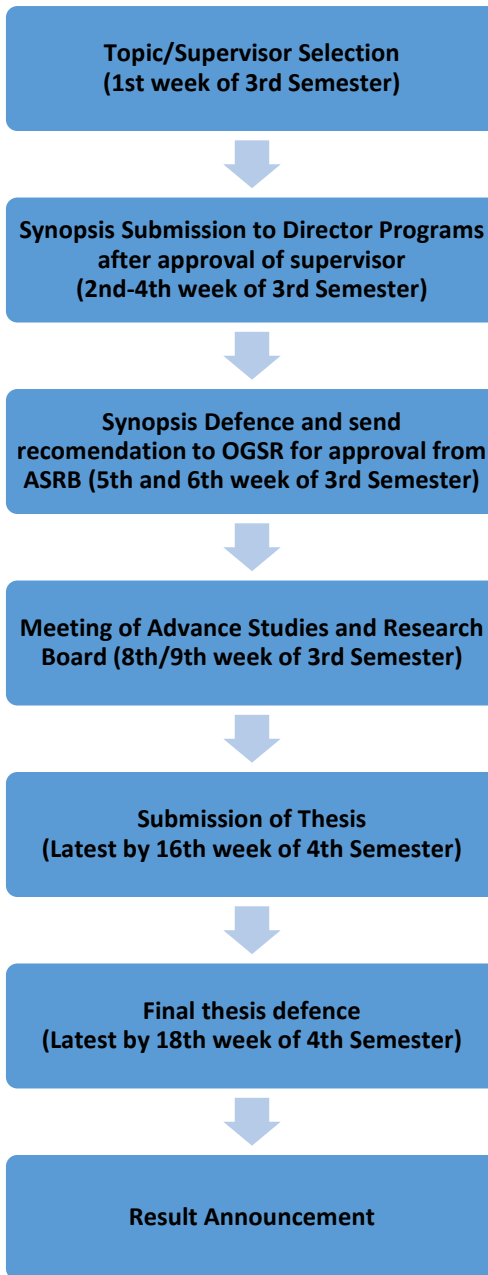 Topic/Supervisor Selection
(1st week of 3rd Semester)
Synopsis Submission to Director Programs
after approval of supervisor
(2nd-4th week of 3rd Semester)
Synopsis Defence and send
recomendation to OGSR for approval from
ASRB (5th and 6th week of 3rd Semester)
Meeting of Advance Studies and Research
Board (8th/9th week of 3rd Semester)
Submission of Thesis
(Latest by 16th week of 4th Semester)
Final thesis defence
(Latest by 18th week of 4th Semester)
Result Announcement